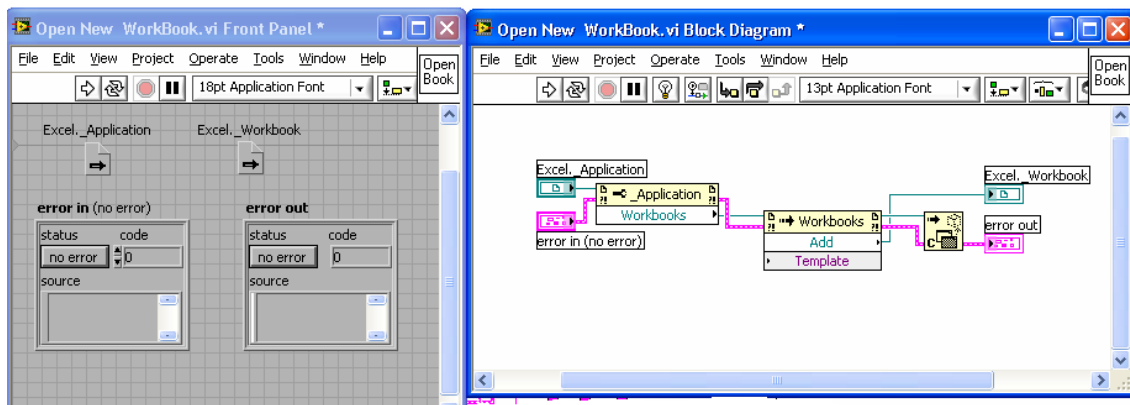 Open New WorkBook.vi Front Panel *
File Edit View Project Operate Tools Window Help
Open
Book
18pt Application Font
Excel._Application
Excel._Workbook
error in (no error)
error out
status code
no error 0
source
status code
no error 0
source
Open New WorkBook.vi Block Diagram *
File Edit View Project Operate Tools Window Help
Open
Book
13pt Application Font
Excel._Application
_Application
Workbooks
error in (no error)
Workbooks
Add
Template
C
Excel._Workbook
error out